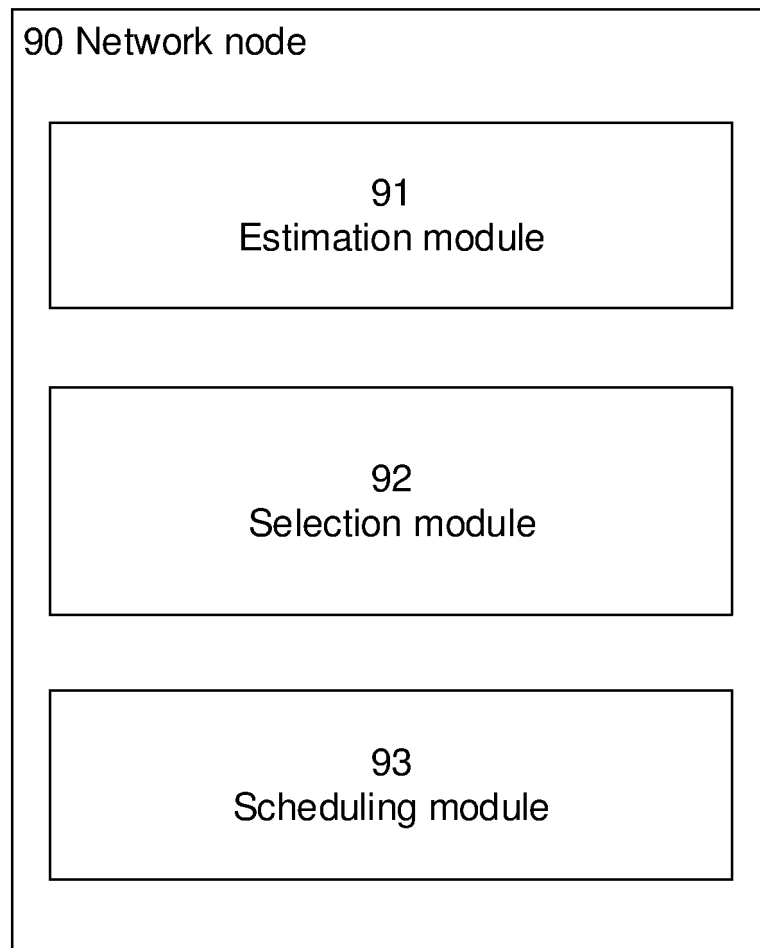 90 Network node
91
Estimation module
92
Selection module
93
Scheduling module